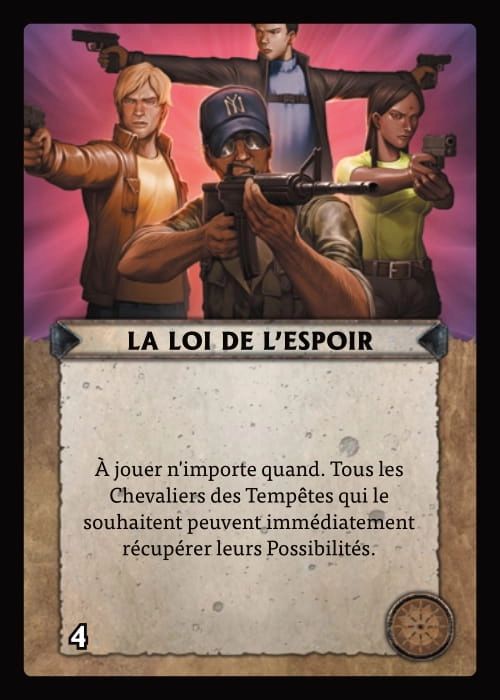 LA LOI DE L'ESPOIR
À jouer n'importe quand. Tous les
Chevaliers des Tempêtes qui le
souhaitent peuvent immédiatement
récupérer leurs Possibilités.
4